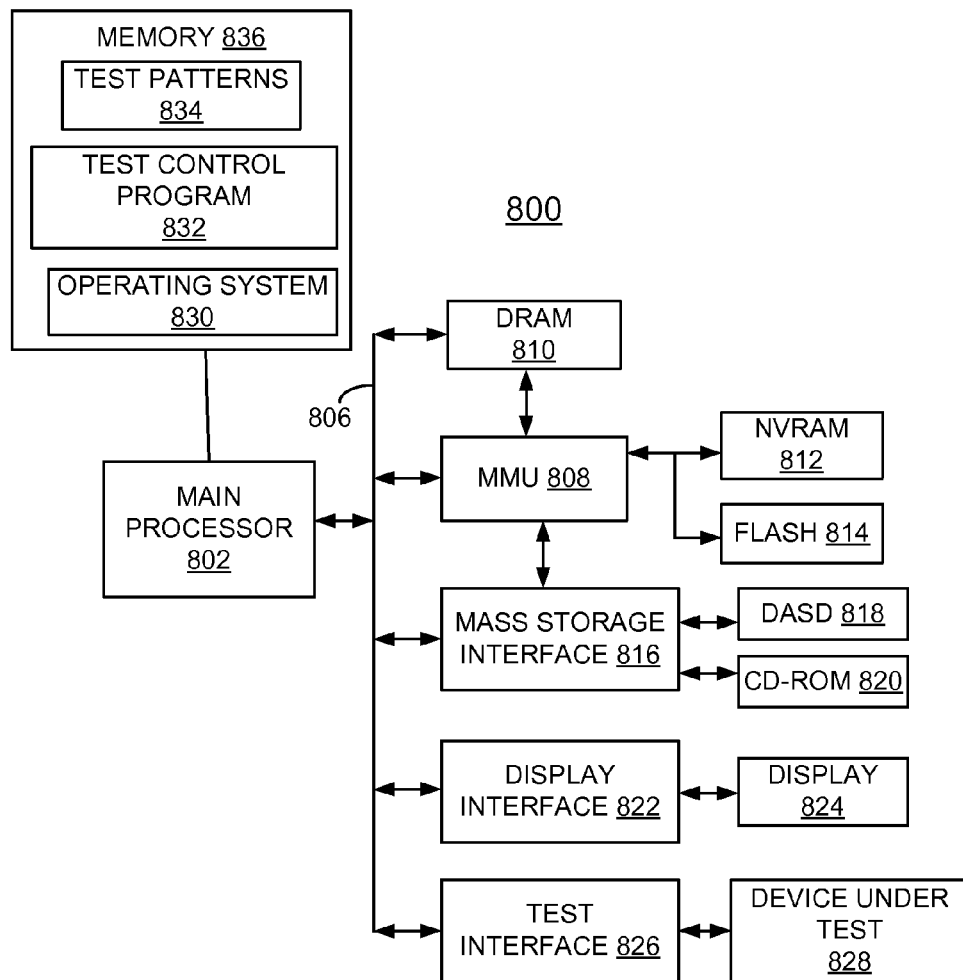 MEMORY 836
TEST PATTERNS
834
TEST CONTROL
PROGRAM
832
OPERATING SYSTEM
830
800
DRAM
810
806
NVRAM
812
MMU 808
MAIN
PROCESSOR
802
FLASH 814
MASS STORAGE
INTERFACE 816
DASD 818
CD-ROM 820
DISPLAY
INTERFACE 822
DISPLAY
824
TEST
INTERFACE 826
DEVICE UNDER
TEST
828